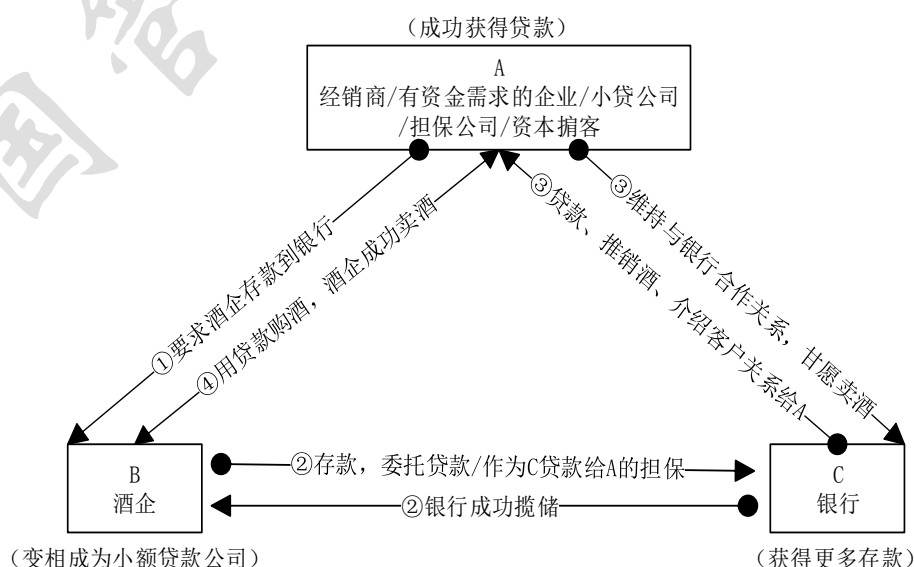 （成功获得贷款）
A
经销商/有资金需求的企业/小贷公司
/担保公司/资本掮客
①要求酒企存款到银行
④用贷款购酒，酒企成功卖酒
③贷款、推销酒、介绍客户关系给A
③维持与银行合作关系，甘愿卖酒
B
酒企
②存款，委托贷款/作为C贷款给A的担保
②银行成功揽储
C
银行
（变相成为小额贷款公司）
（获得更多存款）